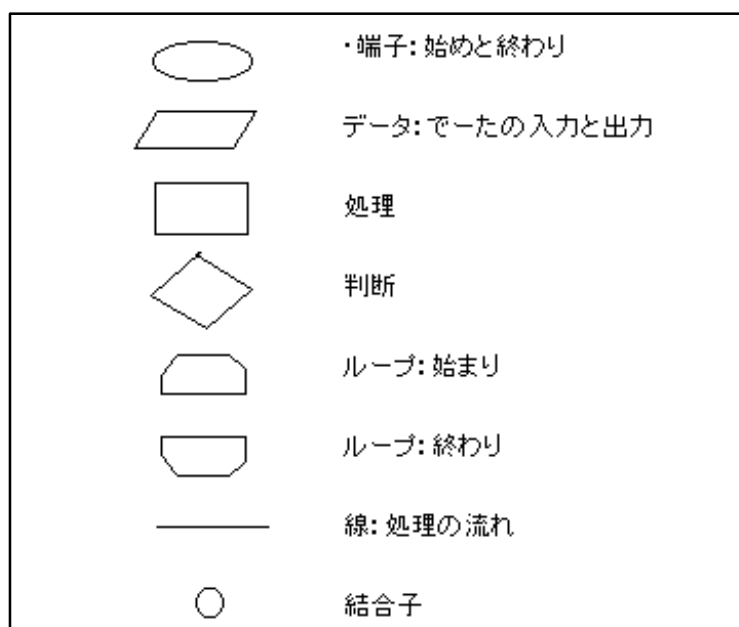 ・端子：始めと終わり
データ：でーたの入力と出力
処理
判断
ループ：始まり
ループ：終わり
線：処理の流れ
結合子